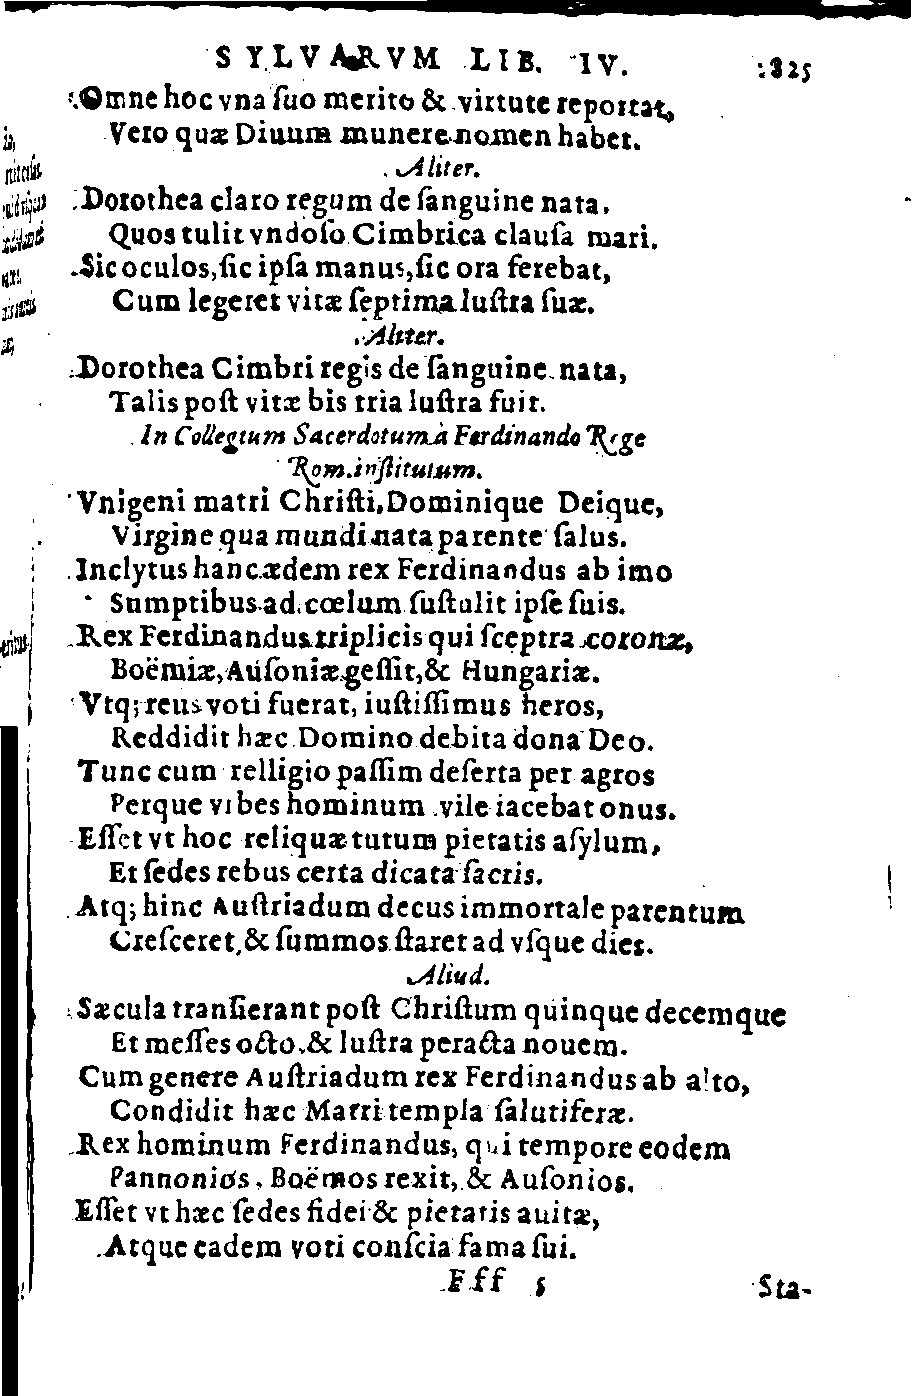 SYLVARVM LIB. IV. 825
Omne hoc vna ſuo merito & virtute reportat,
Vero quæ Diuum munere nomen habet.
Aliter.
Dorothea claro regum de ſanguine nata,
Quos tulit vndoſo Cimbrica clauſa mari.
Sic oculos, ſic ipſa manus, ſic ora ferebat,
Cum legeret vitæ ſeptima luſtra ſuæ.
Aliter.
Dorothea Cimbri regis de ſanguine nata,
Talis poſt vitæ bis tria luſtra fuit.
In Collegium Sacerdotum à Ferdinando Rege
Rom. inſtitutum.
Vnigeni matri Chriſti, Dominique Deique,
Virgine qua mundi nata parente ſalus.
Inclytus hanc ædem rex Ferdinandus ab imo
Sumptibus ad cœlum ſuſtulit ipſe ſuis.
Rex Ferdinandus triplicis qui ſceptra coronæ,
Boëmiæ, Auſoniæ geſſit, & Hungariæ.
Vtq; reus voti fuerat, iuſtiſſimus heros,
Reddidit hæc Domino debita dona Deo.
Tunc cum relligio paſſim deſerta per agros
Perque vrbes hominum vile iacebat onus.
Eſſet vt hoc reliquæ tutum pietatis aſylum,
Et ſedes rebus certa dicata ſacris.
Atq; hinc Auſtriadum decus immortale parentum
Creſceret, & ſummos ſtaret ad vſque dies.
Aliud.
Sæcula tranſierant poſt Chriſtum quinque decemque
Et meſſes octo, & luſtra peracta nouem.
Cum genere Auſtriadum rex Ferdinandus ab alto,
Condidit hæc Matri templa ſalutiferæ.
Rex hominum Ferdinandus, qui tempore eodem
Pannonios, Boëmos rexit, & Auſonios.
Eſſet vt hæc ſedes fidei & pietatis auitæ,
Atque eadem voti conſcia fama ſui.
Fff 5 Sta-